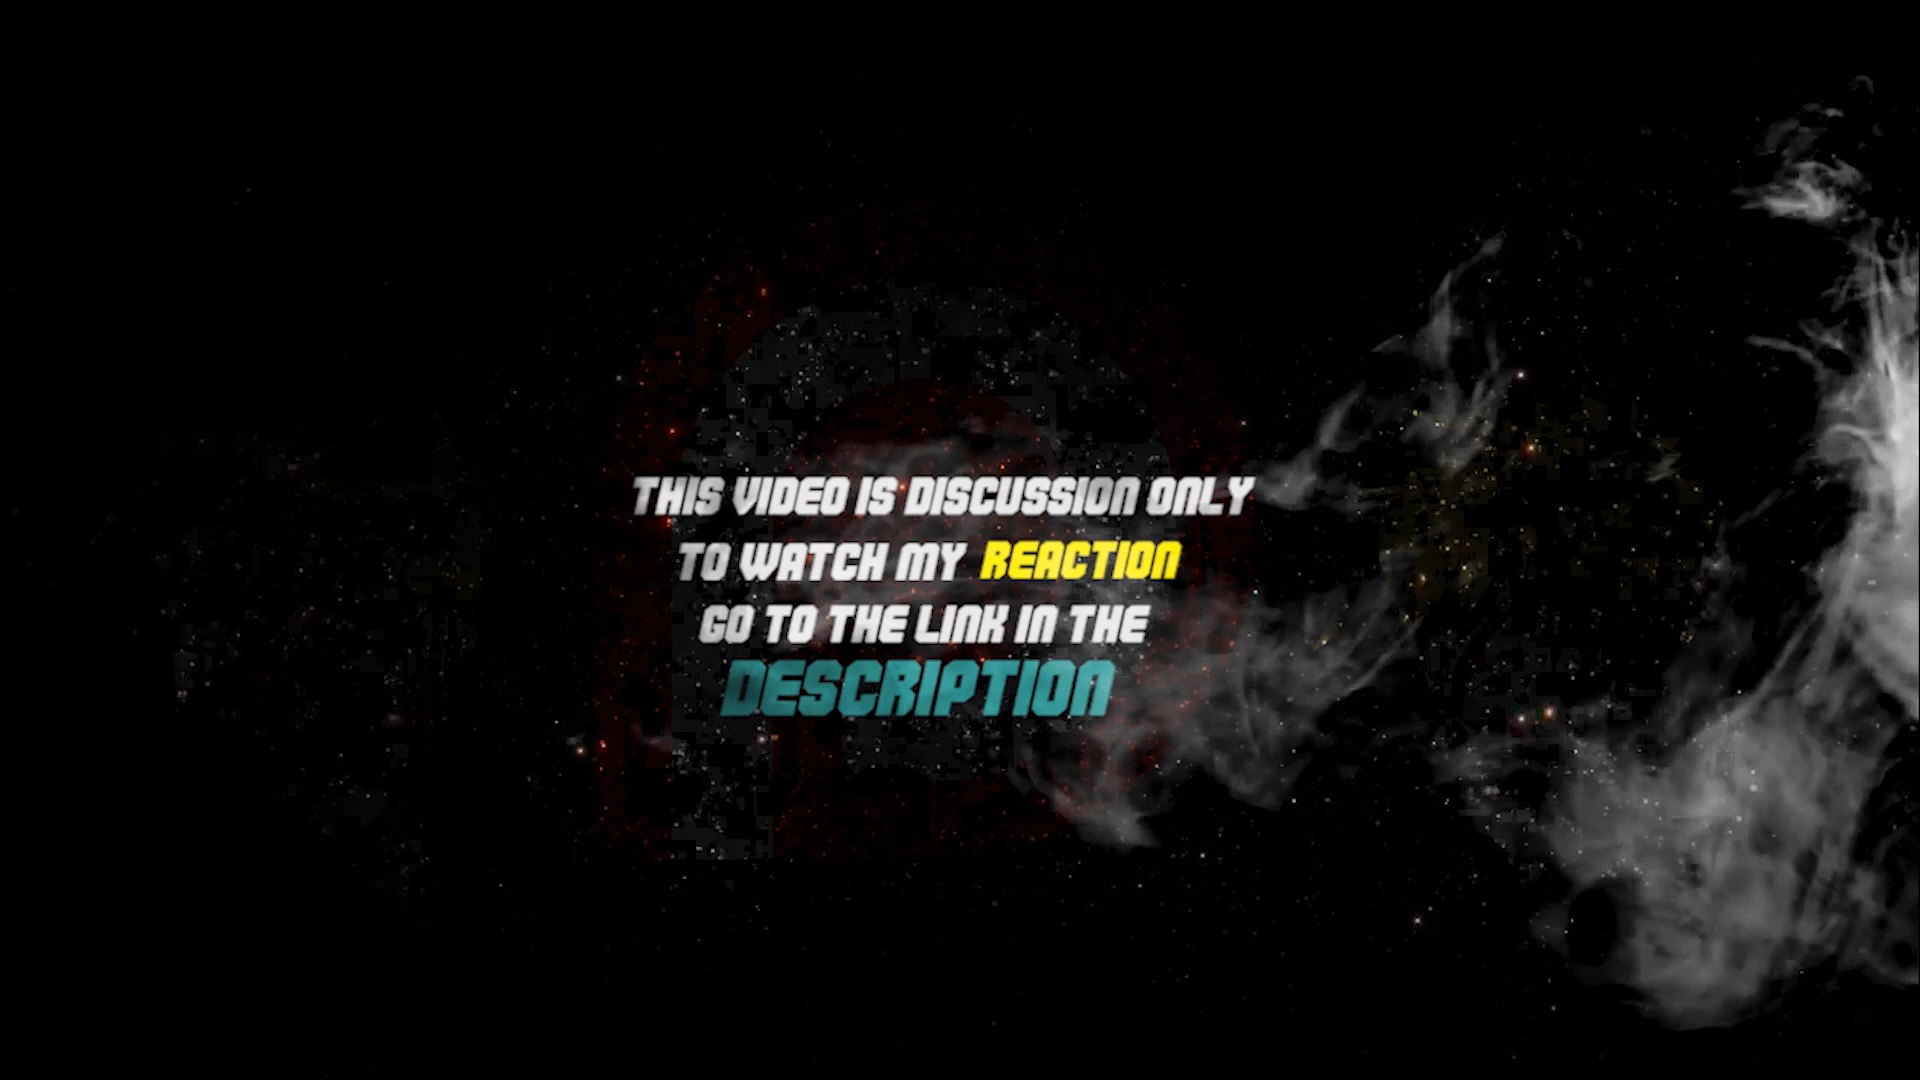 THIS VIDEO IS DISCUSSION ONLY
TO WATCH MY REACTION
GO TO THE LINK IN THE
DESCRIPTION